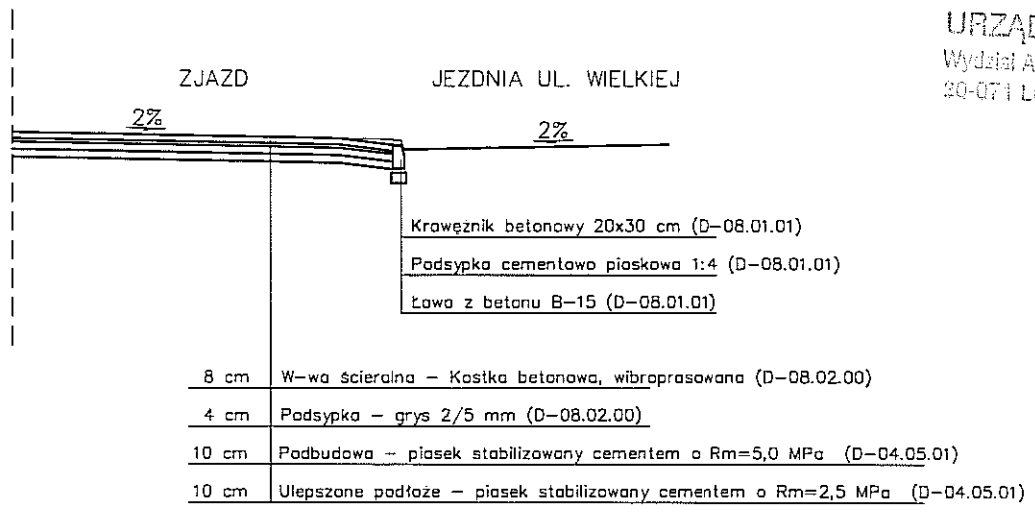 URZĄD
Wydział A
20-071 L
ZJAZD
JEZDNIA UL. WIELKIEJ
2%
2%
Krawężnik betonowy 20x30 cm (D-08.01.01)
Podsypka cementowo piaskowa 1:4 (D-08.01.01)
Ława z betonu B-15 (D-08.01.01)
8 cm W-wa ścieralna - Kostka betonowa, wibroprasowana (D-08.02.00)
4 cm Podsypka - grys 2/5 mm (D-08.02.00)
10 cm Podbudowa - piasek stabilizowany cementem o Rm=5,0 MPa (D-04.05.01)
10 cm Ulepszone podłoże - piasek stabilizowany cementem o Rm=2,5 MPa (D-04.05.01)